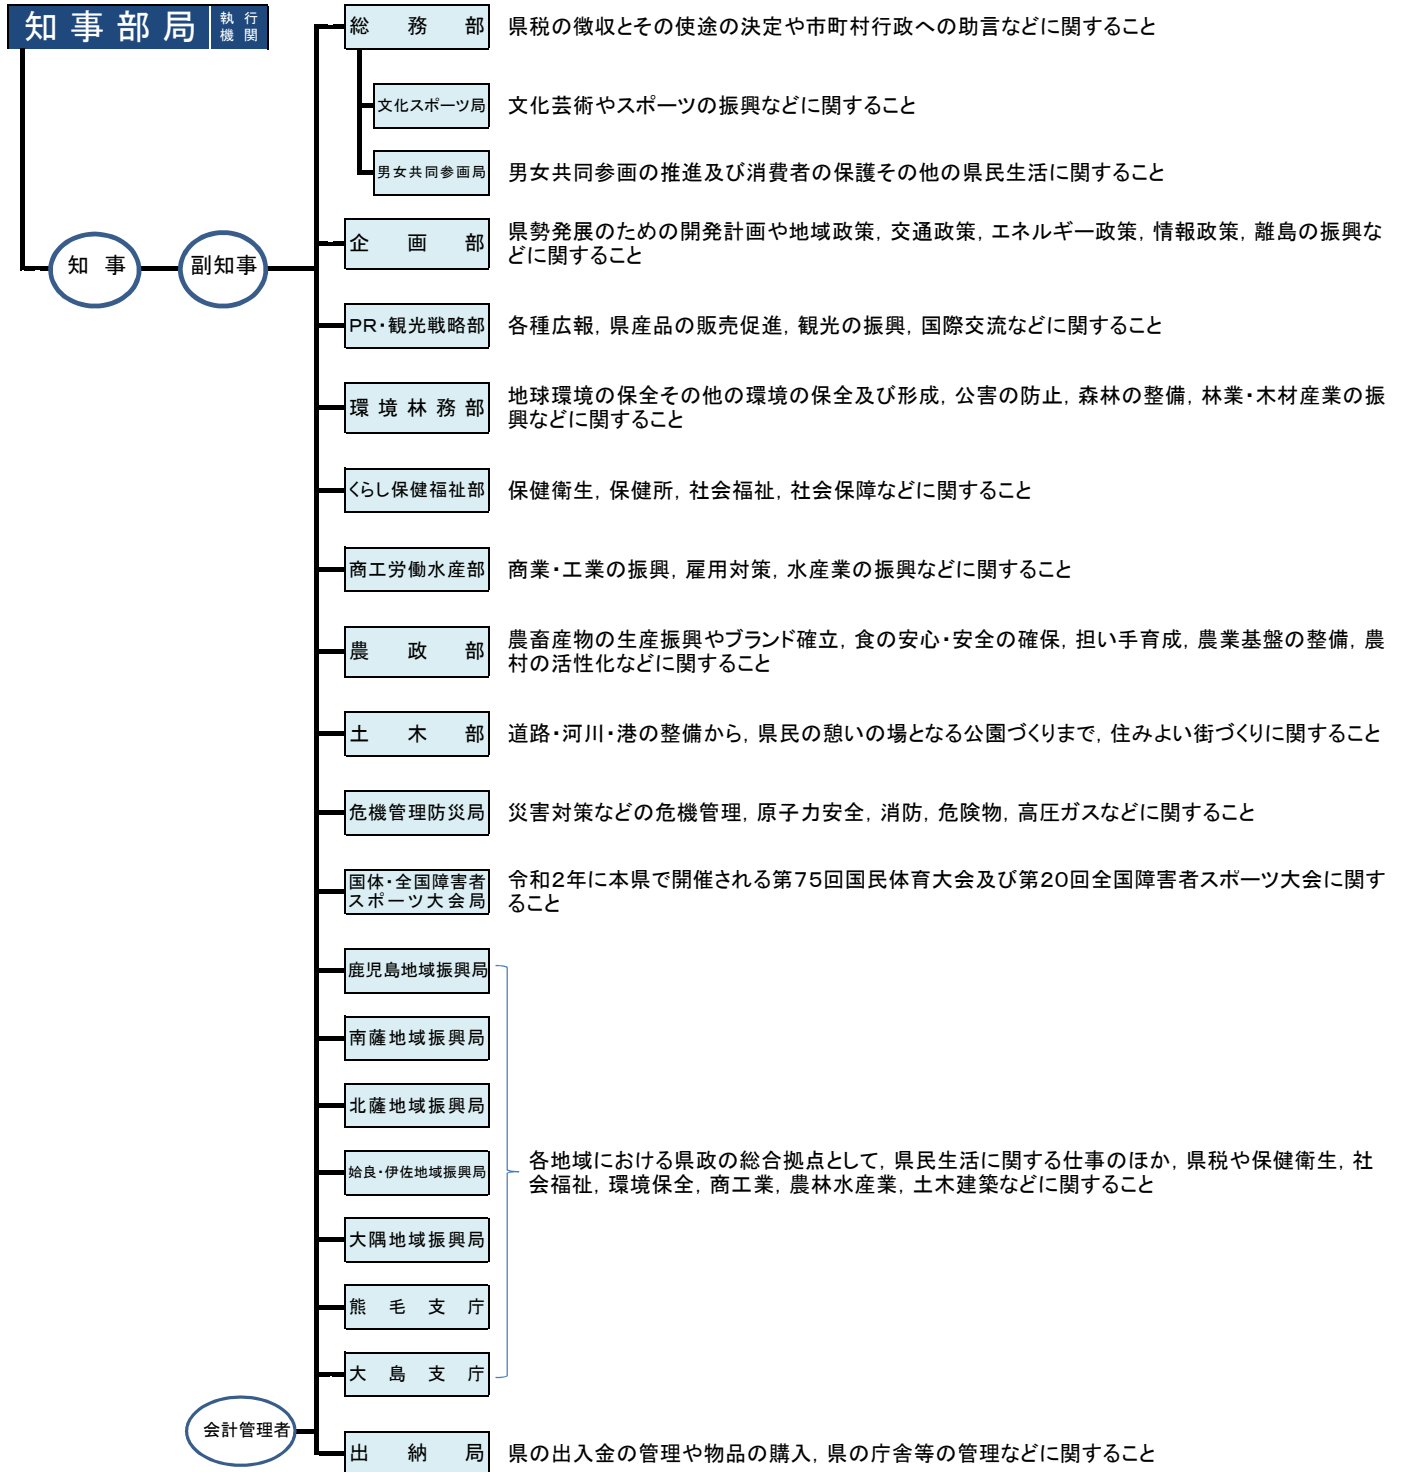 知事部局 執行機関
総務部 県税の徴収とその使途の決定や市町村行政への助言などに関すること
文化スポーツ局 文化芸術やスポーツの振興などに関すること
男女共同参画局 男女共同参画の推進及び消費者の保護その他の県民生活に関すること
知事
副知事
企画部 県勢発展のための開発計画や地域政策, 交通政策, エネルギー政策, 情報政策, 離島の振興な
どに関すること
PR・観光戦略部 各種広報, 県産品の販売促進, 観光の振興, 国際交流などに関すること
環境林務部 地球環境の保全その他の環境の保全及び形成, 公害の防止, 森林の整備, 林業・木材産業の振
興などに関すること
くらし保健福祉部 保健衛生, 保健所, 社会福祉, 社会保障などに関すること
商工労働水産部 商業・工業の振興, 雇用対策, 水産業の振興などに関すること
農政部 農畜産物の生産振興やブランド確立, 食の安心・安全の確保, 担い手育成, 農業基盤の整備, 農
村の活性化などに関すること
土木部 道路・河川・港の整備から, 県民の憩いの場となる公園づくりまで, 住みよい街づくりに関すること
危機管理防災局 災害対策などの危機管理, 原子力安全, 消防, 危険物, 高圧ガスなどに関すること
国体・全国障害者
スポーツ大会局
令和2年に本県で開催される第75回国民体育大会及び第20回全国障害者スポーツ大会に関す
ること
鹿児島地域振興局
南薩地域振興局
北薩地域振興局
姶良・伊佐地域振興局
大隅地域振興局
熊毛支庁
大島支庁
各地域における県政の総合拠点として, 県民生活に関する仕事のほか, 県税や保健衛生, 社
会福祉, 環境保全, 商工業, 農林水産業, 土木建築などに関すること
会計管理者
出納局 県の出入金の管理や物品の購入, 県の庁舎等の管理などに関すること